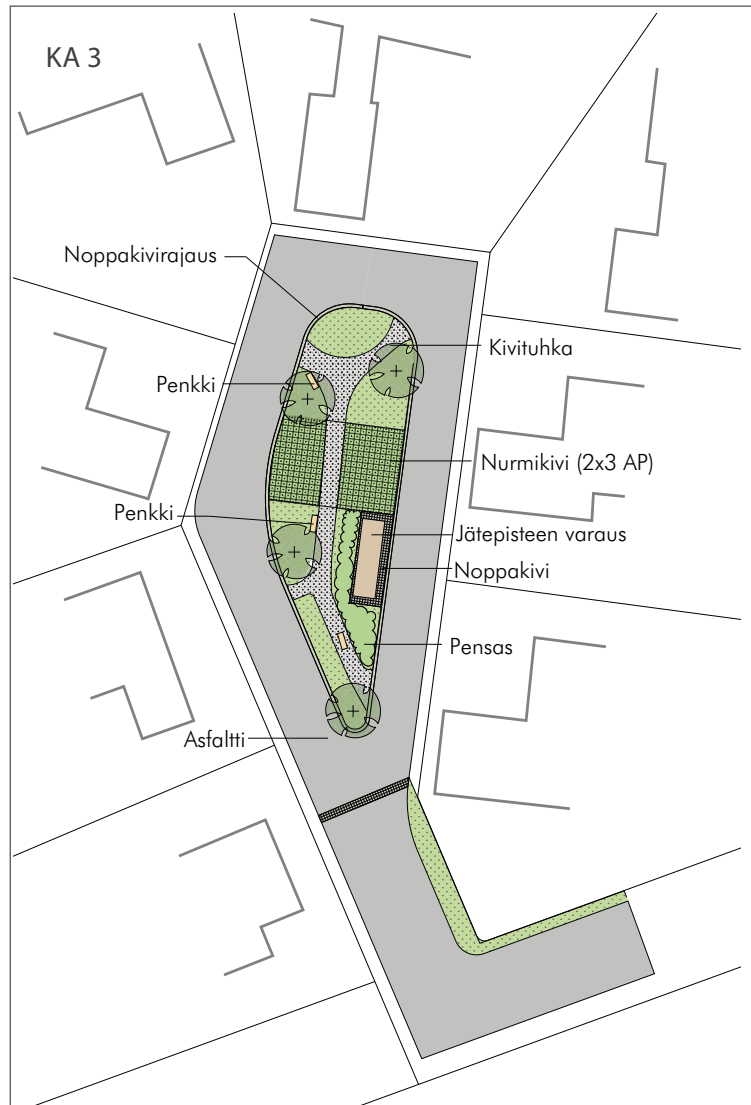 KA 3
Noppakivirajaus
Kivituhka
Penkki
Nurmikivi (2x3 AP)
Penkki
Jätepisteen varaus
Noppakivi
Pensas
Asfaltti